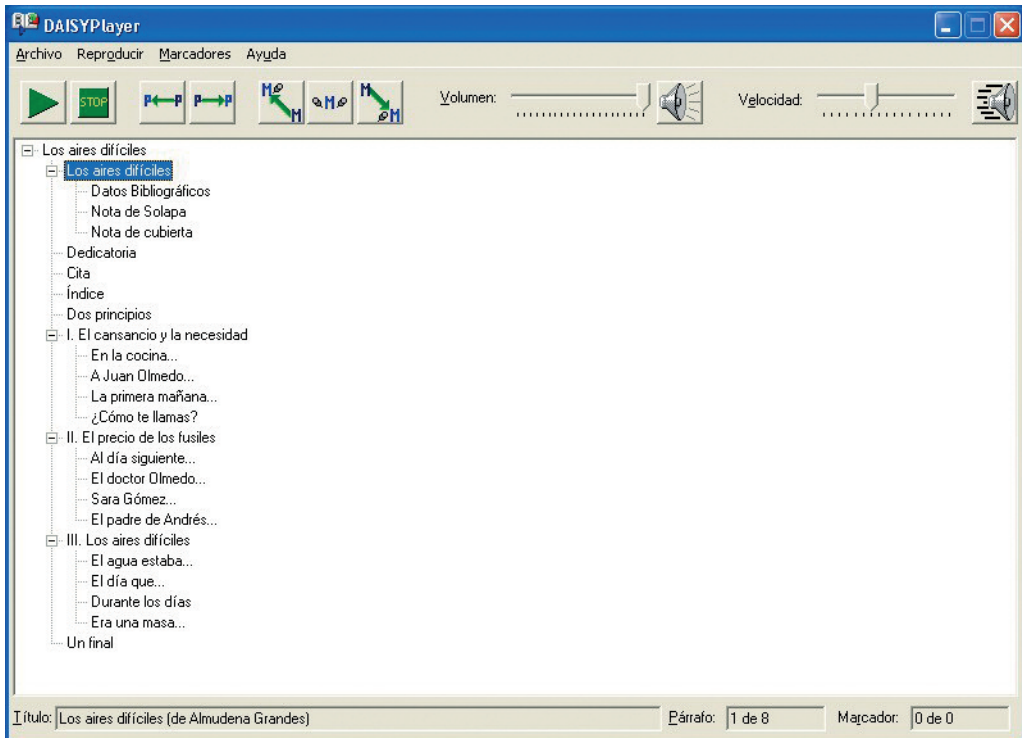 DAISYPlayer
Archivo Reproducir Marcadores Ayuda
STOP P P P P M M M M M Volumen: Velocidad:
Los aires difíciles
Los aires difíciles
Datos Bibliográficos
Nota de Solapa
Nota de cubierta
Dedicatoria
Cita
Índice
Dos principios
I. El cansancio y la necesidad
En la cocina...
A Juan Olmedo...
La primera mañana...
¿Cómo te llamas?
II. El precio de los fusiles
Al día siguiente...
El doctor Olmedo...
Sara Gómez...
El padre de Andrés...
III. Los aires difíciles
El agua estaba...
El día que...
Durante los días
Era una masa...
Un final
Título: Los aires difíciles (de Almudena Grandes) Párrafo: 1 de 8 Marcador: 0 de 0